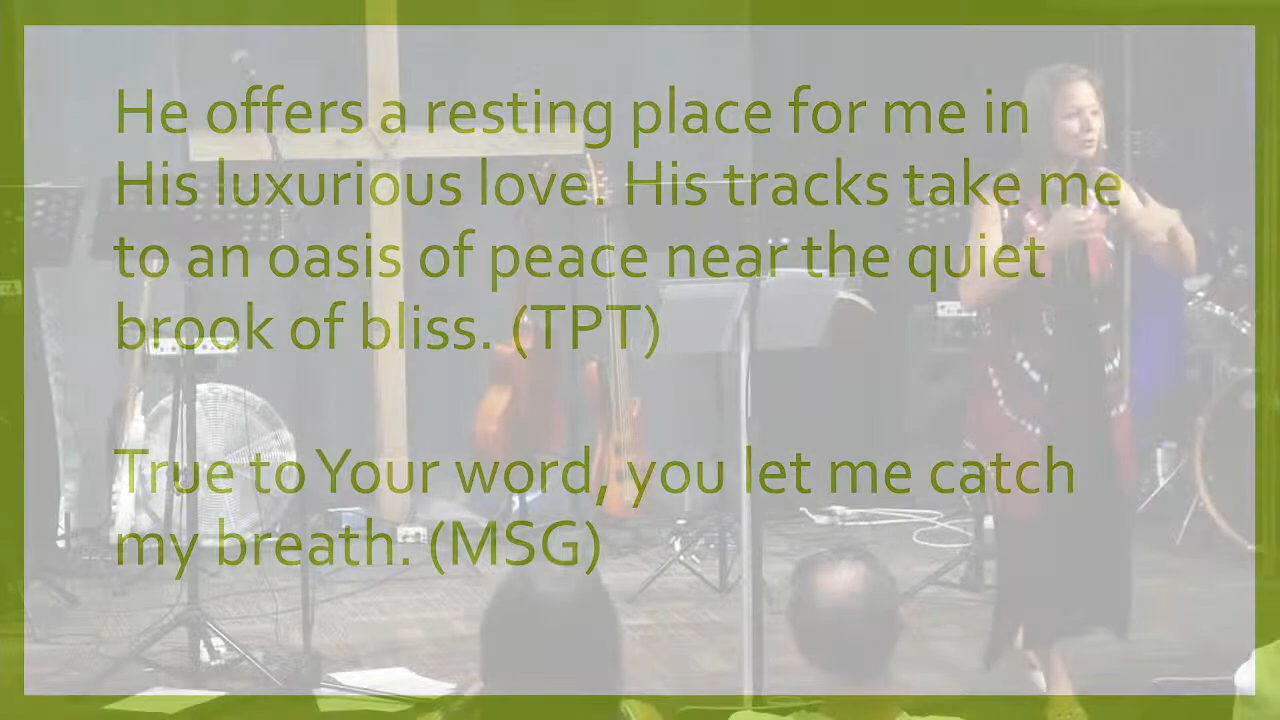 He offers a resting place for me in
His luxurious love. His tracks take me
to an oasis of peace near the quiet
brook of bliss. (TPT)
True to Your word, you let me catch
my breath. (MSG)